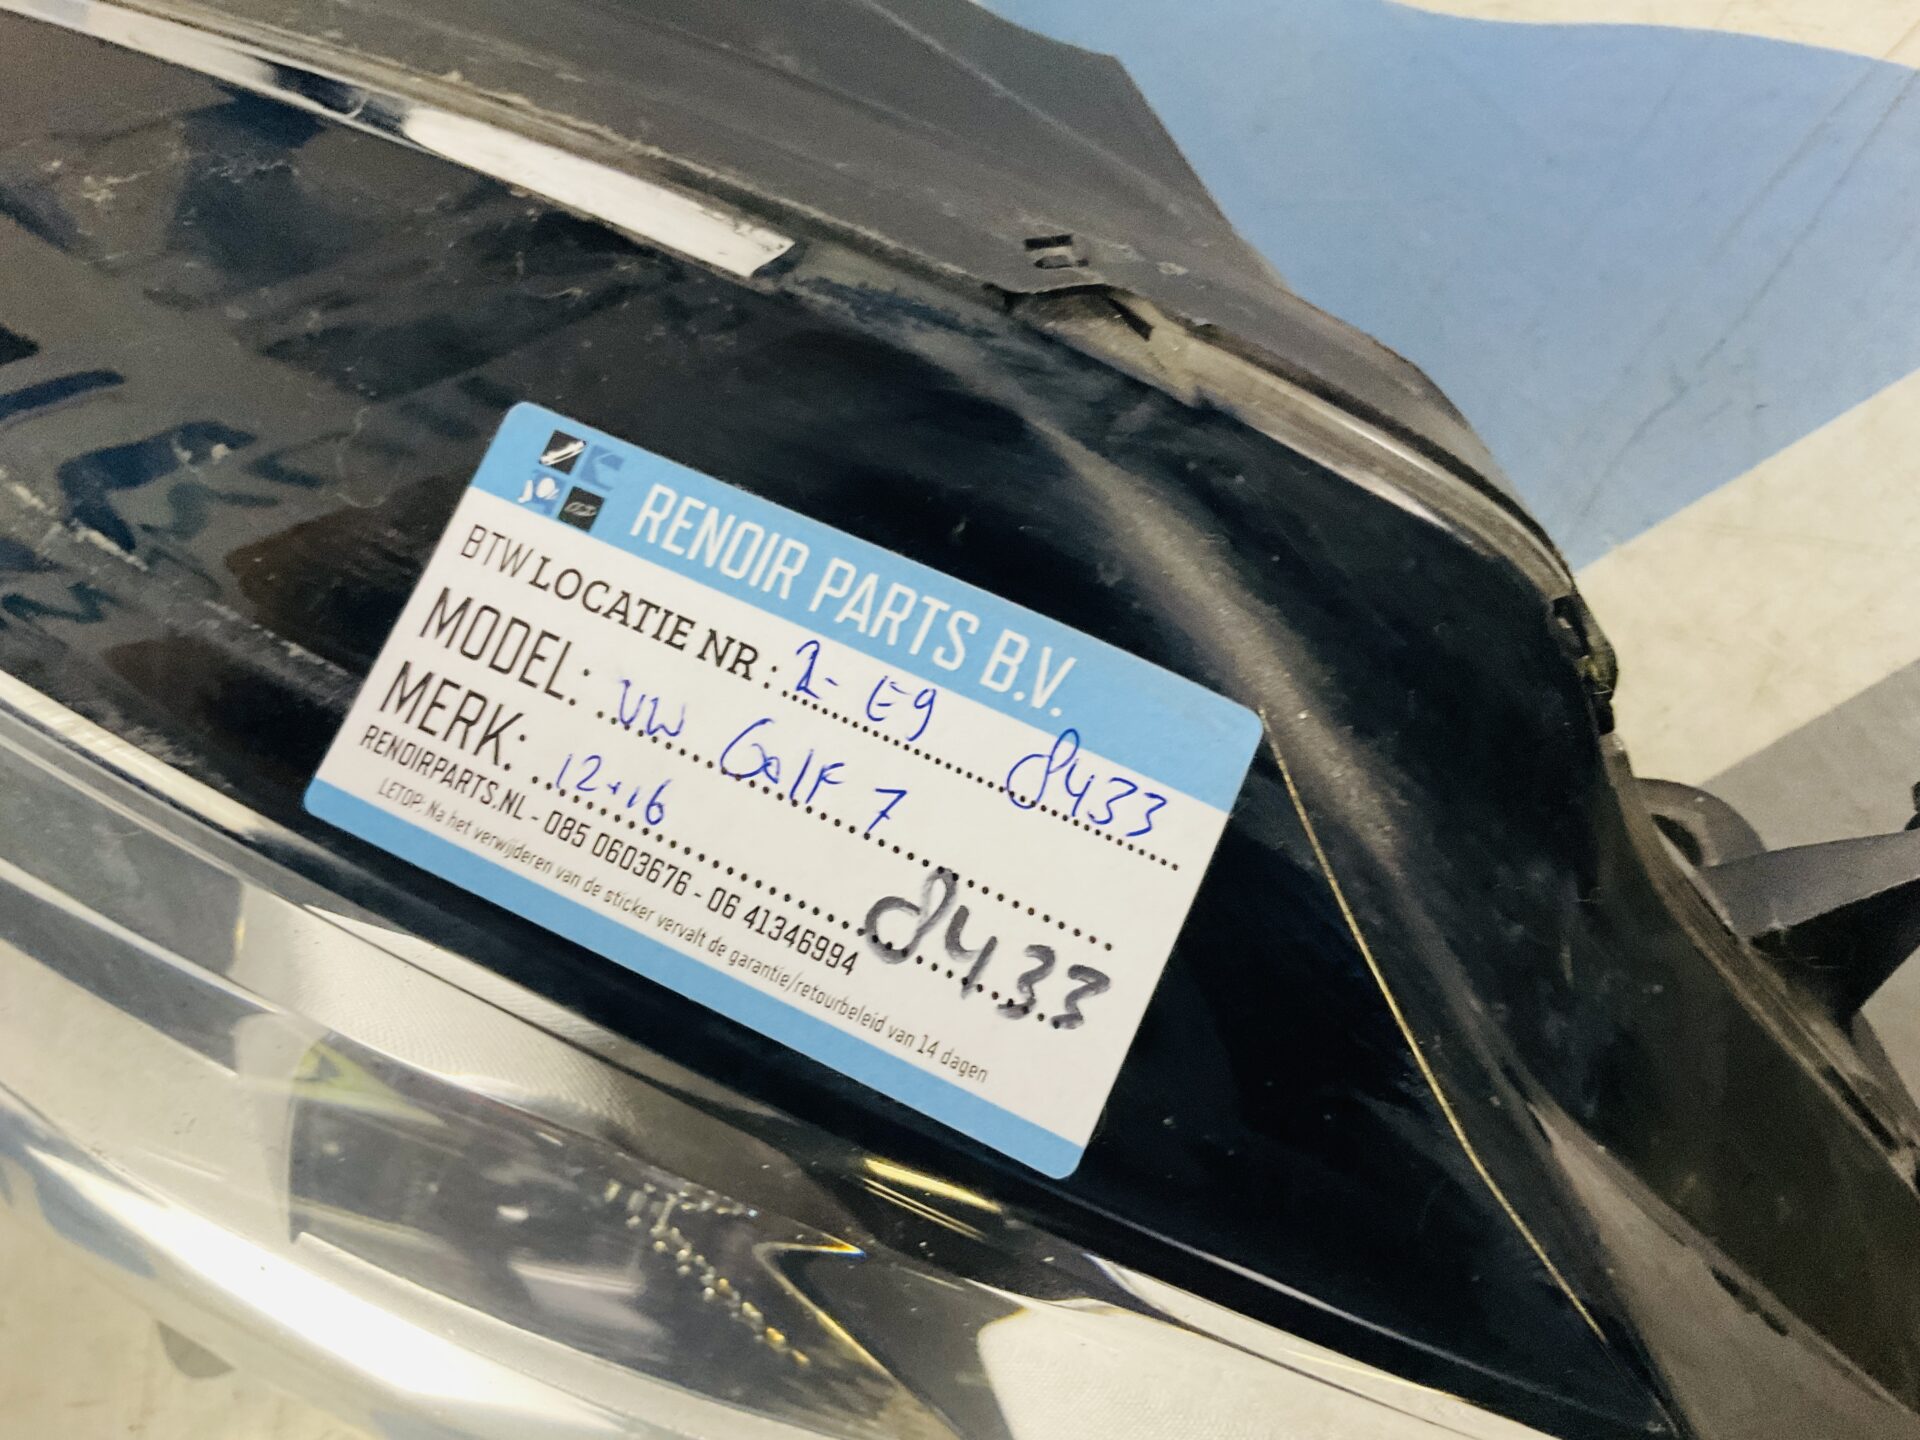 RENOIR PARTS B.V.
BTW LOCATIE NR: 2- E9 8433
MODEL: VW Golf 7
MERK: 12-16 8433
RENOIRPARTS.NL - 085 0603676 - 06 41346994
LETOP: Na het verwijderen van de sticker vervalt de garantie/retourbeleid van 14 dagen